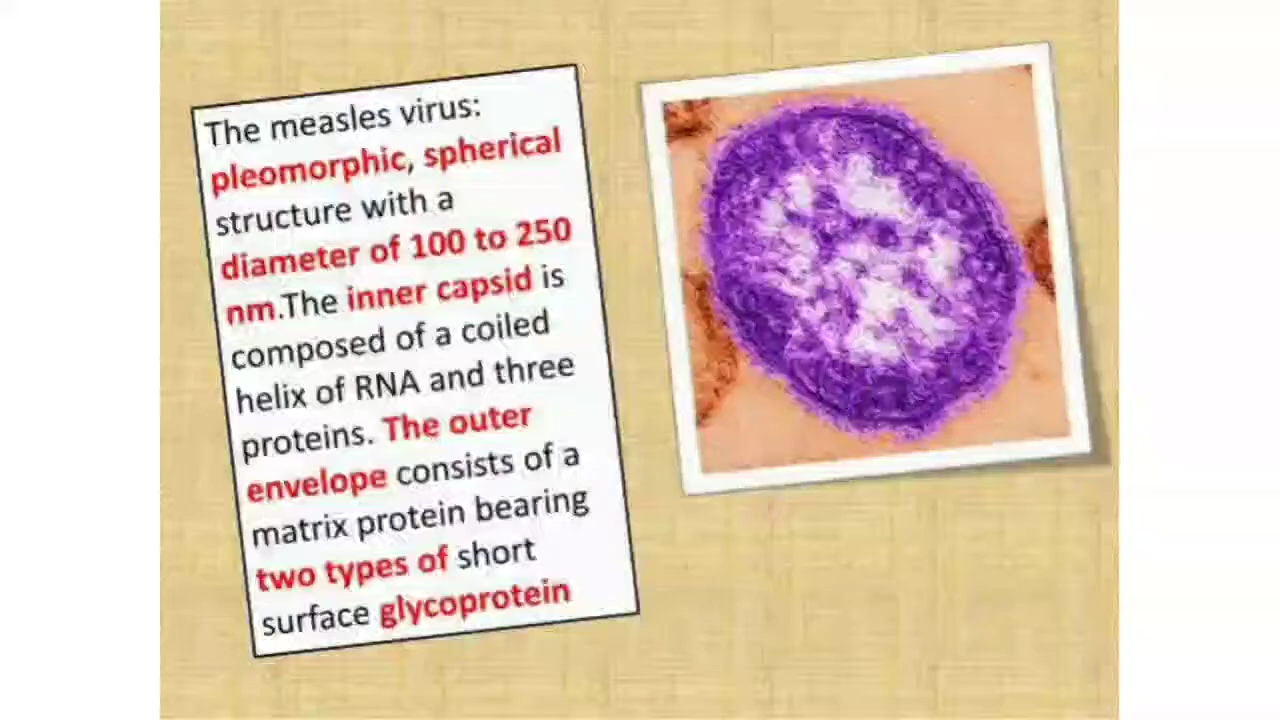 The measles virus:
pleomorphic, spherical
structure with a
diameter of 100 to 250
nm.The inner capsid is
composed of a coiled
helix of RNA and three
proteins. The outer
envelope consists of a
matrix protein bearing
two types of short
surface glycoprotein